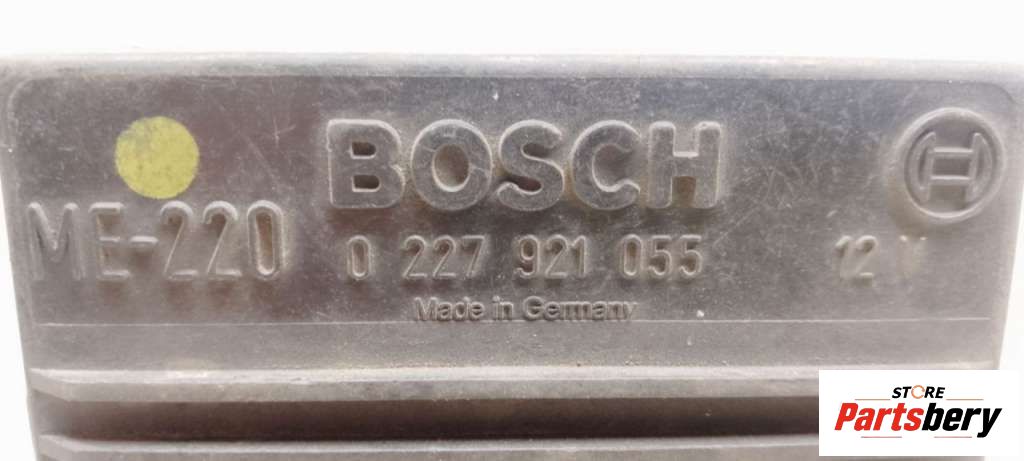 BOSCH
ME-220
0 227 921 055
12 V
Made in Germany
STORE
Partsbery